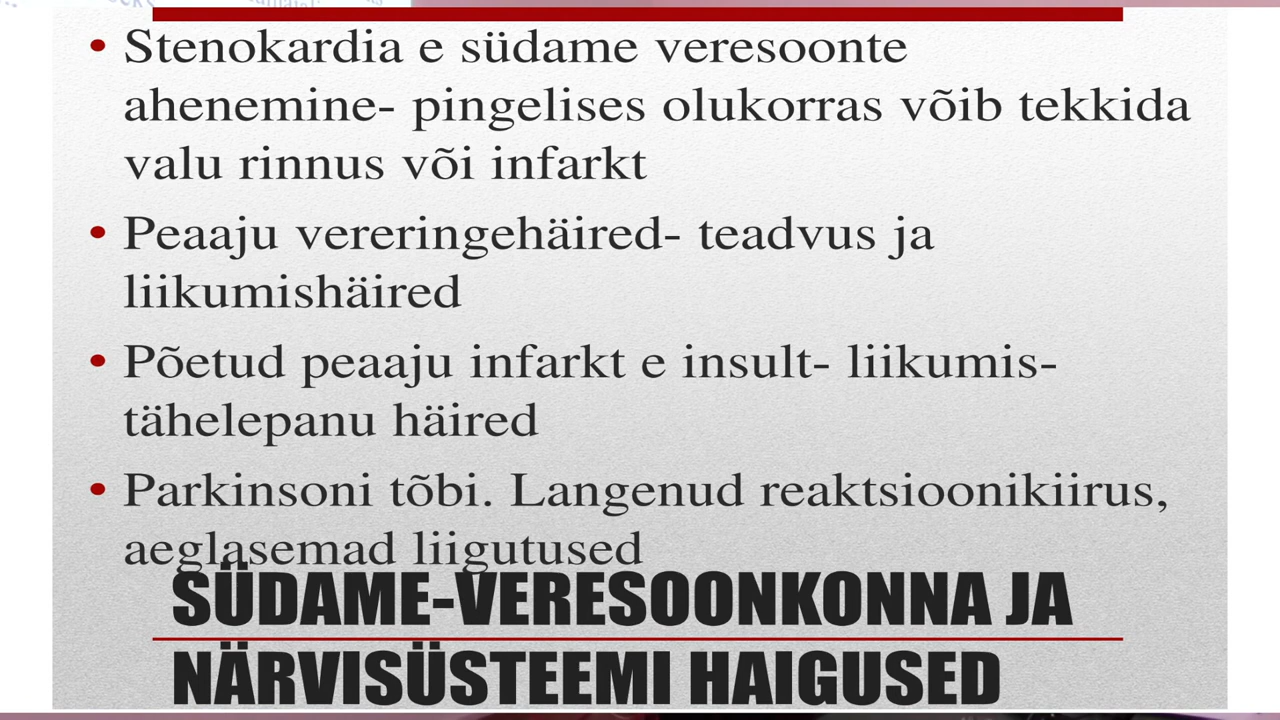 • Stenokardia e südame veresoonte
ahenemine- pingelises olukorras võib tekkida
valu rinnus või infarkt
• Peaaju vereringehäired- teadvus ja
liikumishäired
• Põetud peaaju infarkt e insult- liikumis-
tähelepanu häired
• Parkinsoni tõbi. Langenud reaktsioonikiirus,
aeglasemad liigutused
SÜDAME-VERESOONKONNA JA
NÄRVISÜSTEEMI HAIGUSED